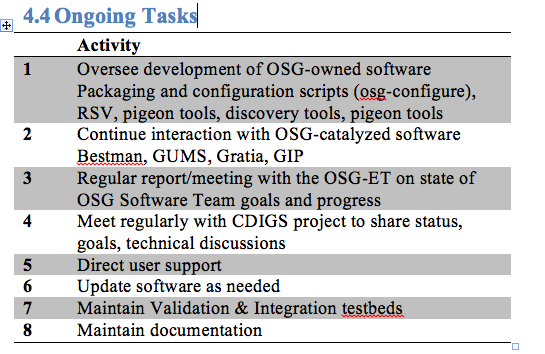 4.4 Ongoing Tasks
Activity
1 Oversee development of OSG-owned software
Packaging and configuration scripts (osg-configure),
RSV, pigeon tools, discovery tools, pigeon tools
2 Continue interaction with OSG-catalyzed software
Bestman, GUMS, Gratia, GIP
3 Regular report/meeting with the OSG-ET on state of
OSG Software Team goals and progress
4 Meet regularly with CDIGS project to share status,
goals, technical discussions
5 Direct user support
6 Update software as needed
7 Maintain Validation & Integration testbeds
8 Maintain documentation